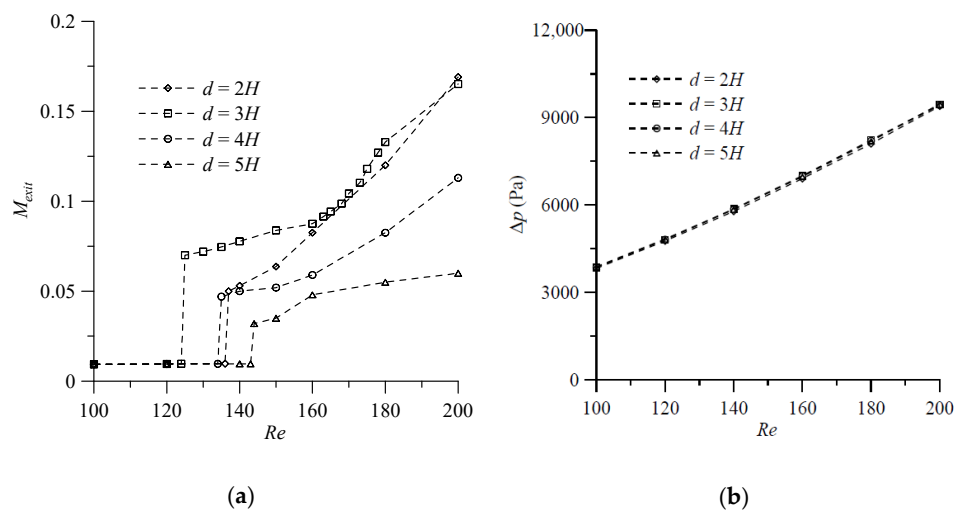 0.2
0.15
0.1
0.05
0
M_exit
d = 2H
d = 3H
d = 4H
d = 5H
100 120 140 160 180 200
Re
(a)
12,000
9000
6000
3000
0
Δp (Pa)
d = 2H
d = 3H
d = 4H
d = 5H
100 120 140 160 180 200
Re
(b)